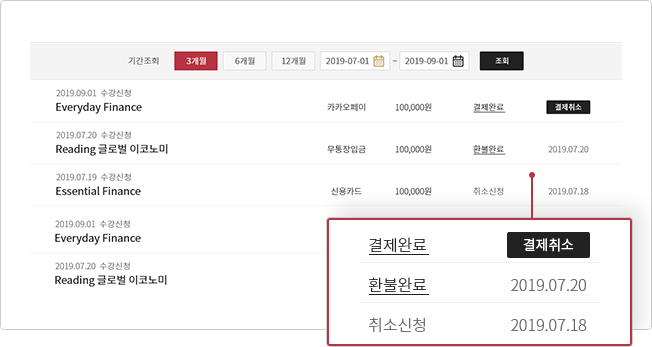 기간조회 3개월 6개월 12개월 2019-07-01 ~ 2019-09-01 조회
2019.09.01 수강신청
Everyday Finance 카카오페이 100,000원 결제완료 결제취소
2019.07.20 수강신청
Reading 글로벌 이코노미 무통장입금 100,000원 환불완료 2019.07.20
2019.07.19 수강신청
Essential Finance 신용카드 100,000원 취소신청 2019.07.18
2019.09.01 수강신청
Everyday Finance
2019.07.20 수강신청
Reading 글로벌 이코노미
결제완료 결제취소
환불완료 2019.07.20
취소신청 2019.07.18